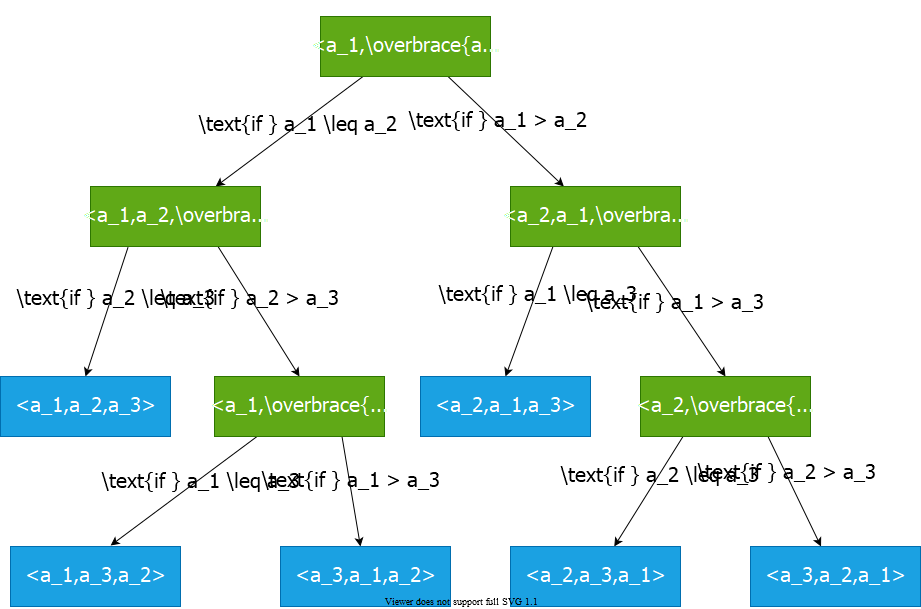 <a_1,\overbrace{a...
\text{if } a_1 \leq a_2
\text{if } a_1 > a_2
<a_1,a_2,\overbra...
<a_2,a_1,\overbra...
\text{if } a_2 \leq a_3
\text{if } a_2 > a_3
\text{if } a_1 \leq a_3
\text{if } a_1 > a_3
<a_1,a_2,a_3>
<a_1,\overbrace{...
<a_2,a_1,a_3>
<a_2,\overbrace{...
\text{if } a_1 \leq a_3
\text{if } a_1 > a_3
\text{if } a_2 \leq a_3
\text{if } a_2 > a_3
<a_1,a_3,a_2>
<a_3,a_1,a_2>
<a_2,a_3,a_1>
<a_3,a_2,a_1>
Viewer does not support full SVG 1.1